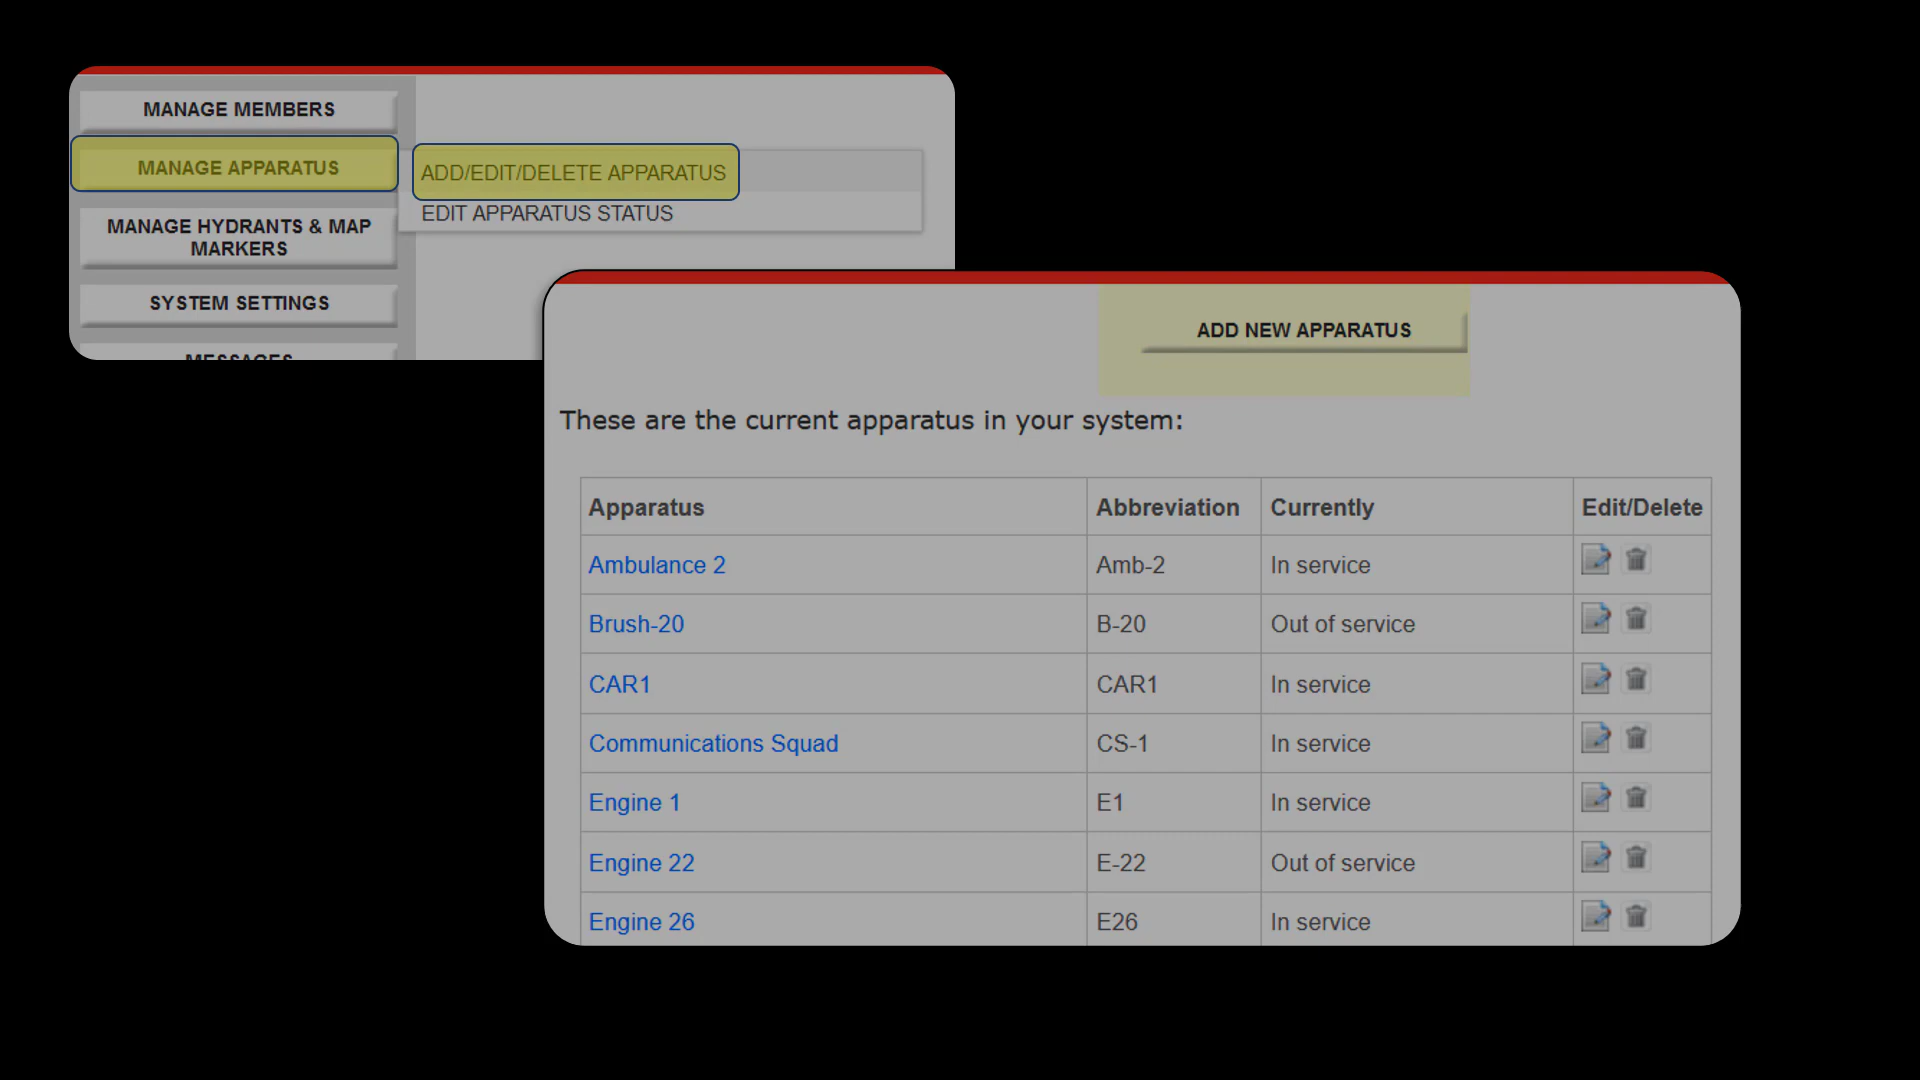 MANAGE MEMBERS
MANAGE APPARATUS
ADD/EDIT/DELETE APPARATUS
EDIT APPARATUS STATUS
MANAGE HYDRANTS & MAP
MARKERS
SYSTEM SETTINGS
MESSAGES
ADD NEW APPARATUS
These are the current apparatus in your system:
Apparatus Abbreviation Currently Edit/Delete
Ambulance 2 Amb-2 In service
Brush-20 B-20 Out of service
CAR1 CAR1 In service
Communications Squad CS-1 In service
Engine 1 E1 In service
Engine 22 E-22 Out of service
Engine 26 E26 In service